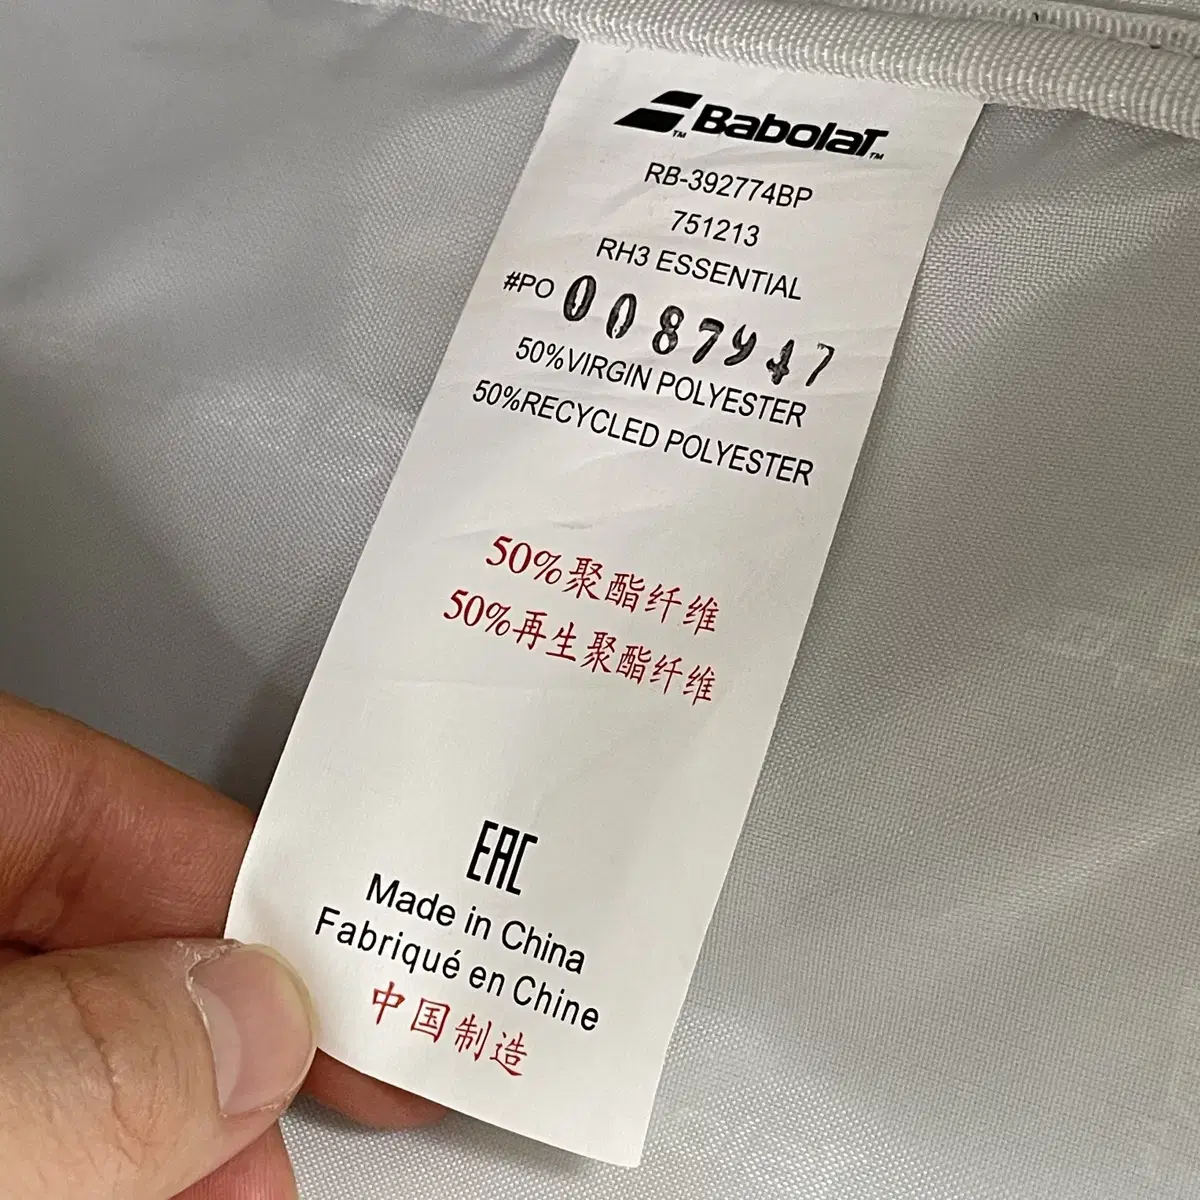 BabolaT
RB-392774BP
751213
RH3 ESSENTIAL
#PO 0087947
50%VIRGIN POLYESTER
50%RECYCLED POLYESTER
50%聚酯纤维
50%再生聚酯纤维
EAC
Made in China
Fabriqué en Chine
中国制造